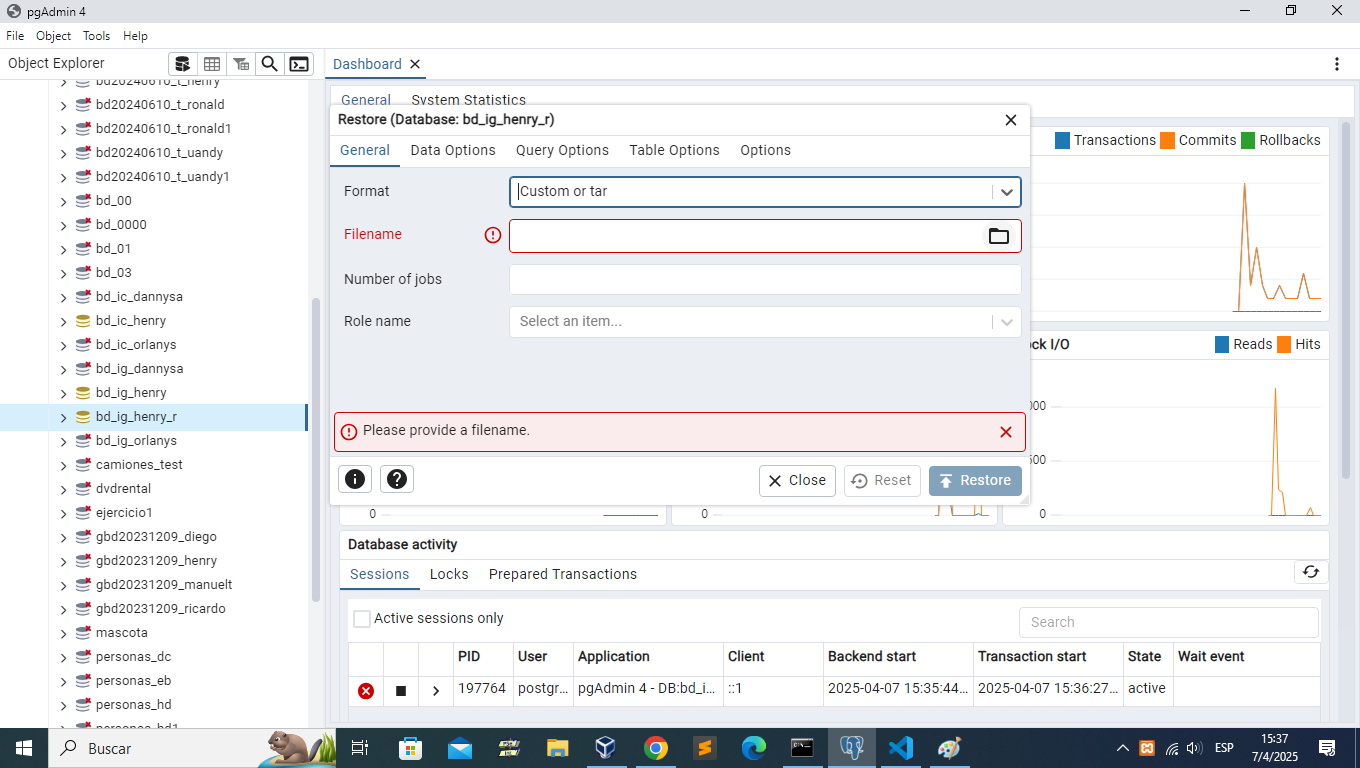 pgAdmin 4
File Object Tools Help
Object Explorer
Dashboard
bd20240610_t_henry
bd20240610_t_ronald
bd20240610_t_ronald1
bd20240610_t_uandy
bd20240610_t_uandy1
bd_00
bd_0000
bd_01
bd_03
bd_ic_dannysa
bd_ic_henry
bd_ic_orlanys
bd_ig_dannysa
bd_ig_henry
bd_ig_henry_r
bd_ig_orlanys
camiones_test
dvdrental
ejercicio1
gbd20231209_diego
gbd20231209_henry
gbd20231209_manuelt
gbd20231209_ricardo
mascota
personas_dc
personas_eb
personas_hd
personas_hd1
General System Statistics
Restore (Database: bd_ig_henry_r)
General Data Options Query Options Table Options Options
Format Custom or tar
Filename
Number of jobs
Role name Select an item...
Please provide a filename.
Close Reset Restore
Transactions Commits Rollbacks
ock I/O Reads Hits
000
500
0 0 0
Database activity
Sessions Locks Prepared Transactions
Active sessions only Search
PID User Application Client Backend start Transaction start State Wait event
197764 postgr... pgAdmin 4 - DB:bd_i... ::1 2025-04-07 15:35:44... 2025-04-07 15:36:27... active
Buscar ESP 15:37
7/4/2025